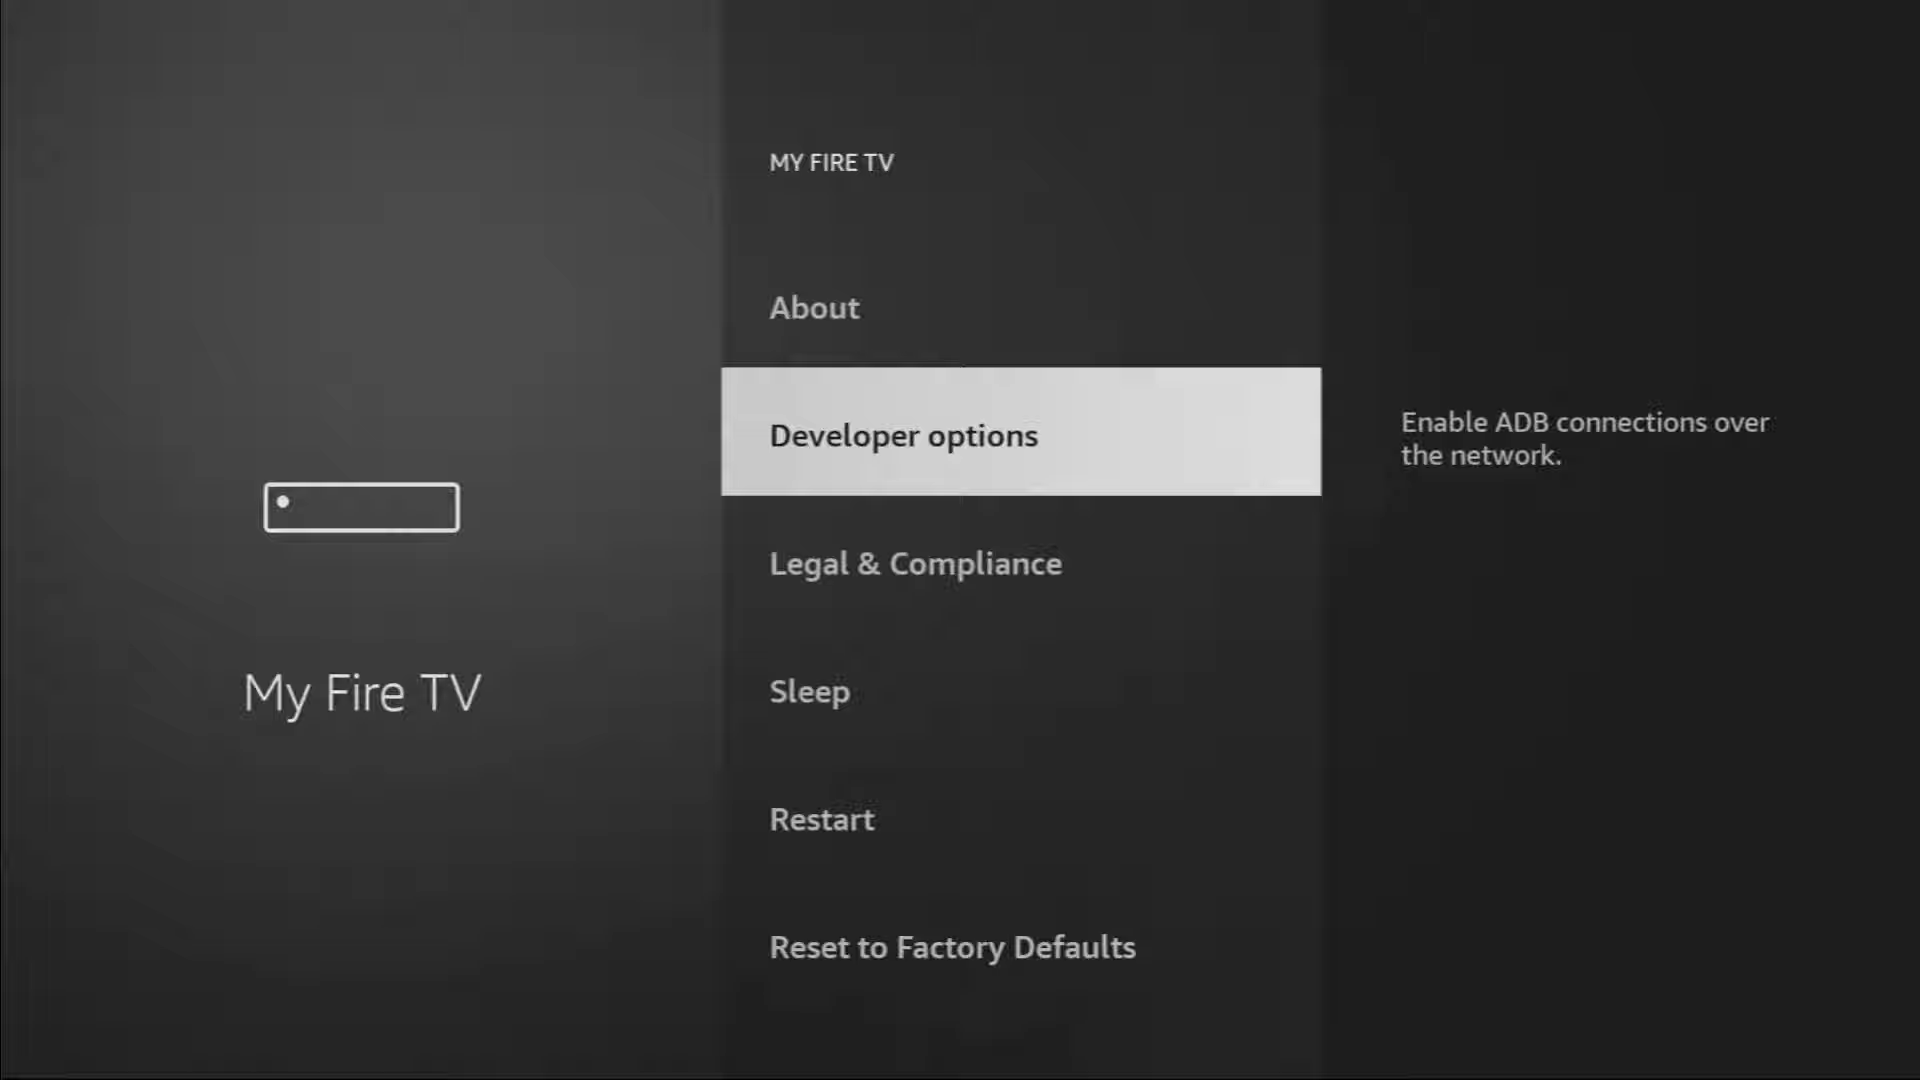 MY FIRE TV
About
Developer options
Enable ADB connections over
the network.
Legal & Compliance
Sleep
My Fire TV
Restart
Reset to Factory Defaults